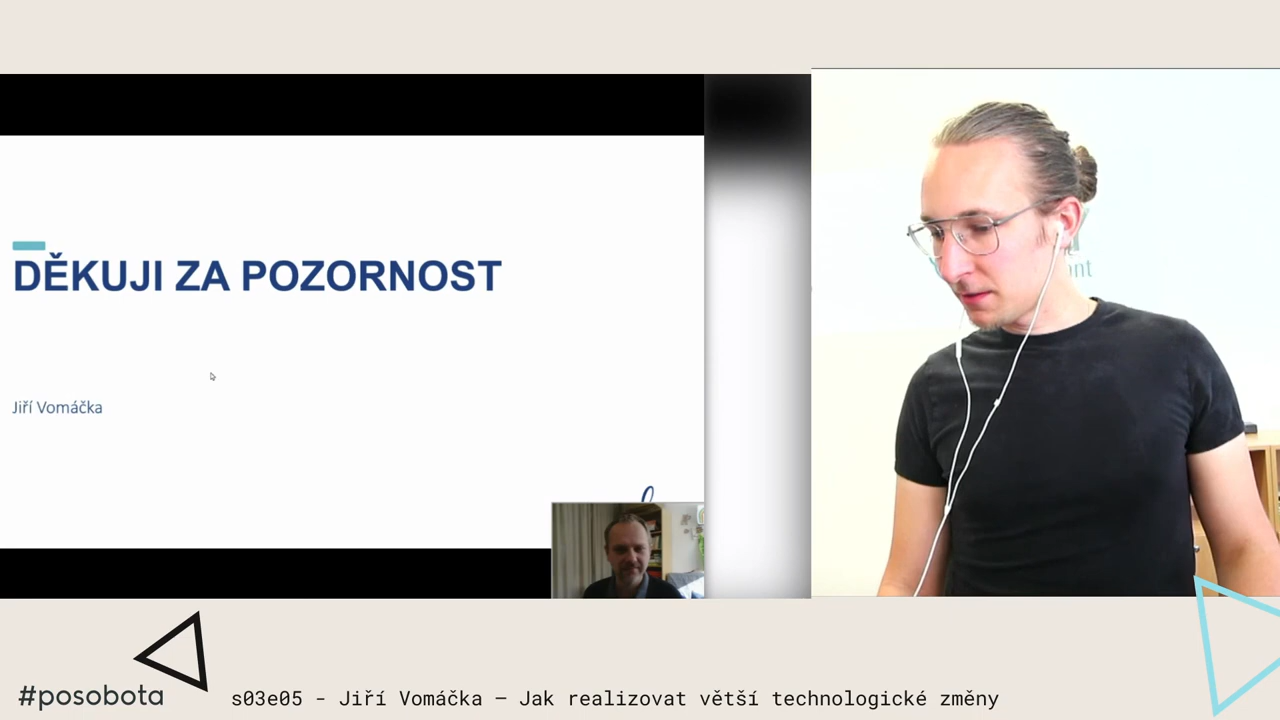 DĚKUJI ZA POZORNOST
Jiří Vomáčka
#posobota
s03e05 - Jiří Vomáčka – Jak realizovat větší technologické změny